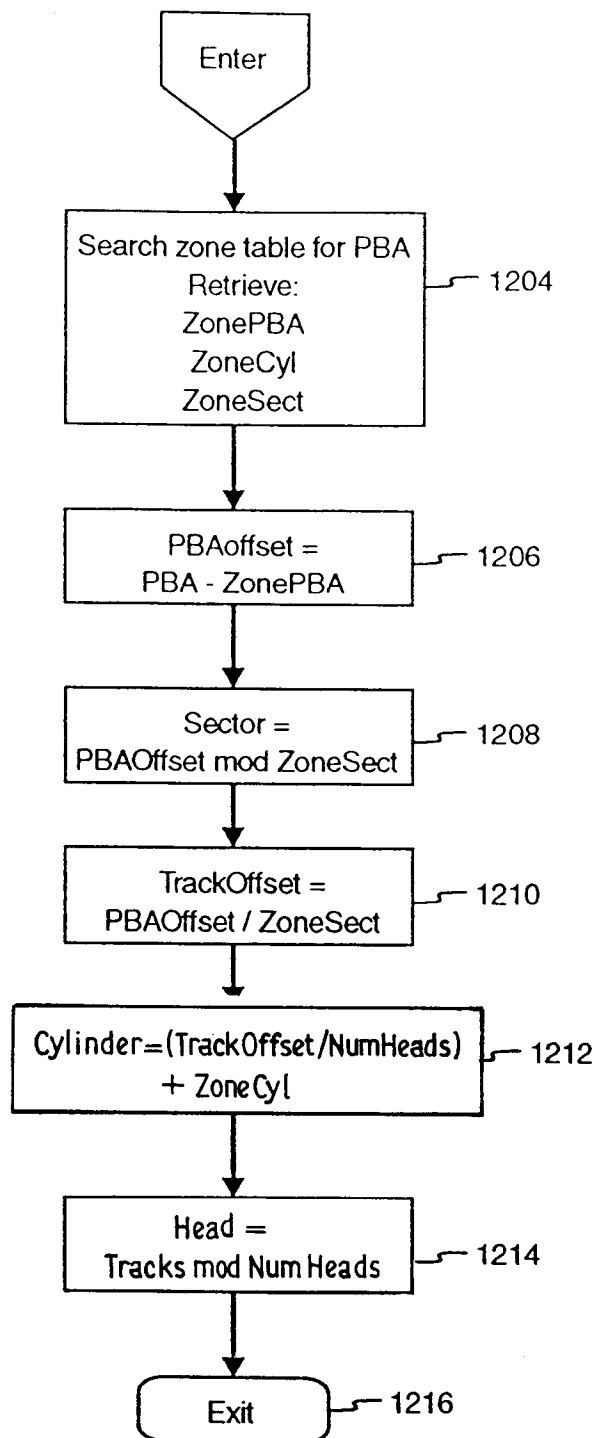 Enter
Search zone table for PBA
Retrieve:
ZonePBA
ZoneCyl
ZoneSect
1204
PBAoffset =
PBA - ZonePBA
1206
Sector =
PBAOffset mod ZoneSect
1208
TrackOffset =
PBAOffset / ZoneSect
1210
Cylinder=(TrackOffset/NumHeads)
+ ZoneCyl
1212
Head =
Tracks mod Num Heads
1214
Exit
1216